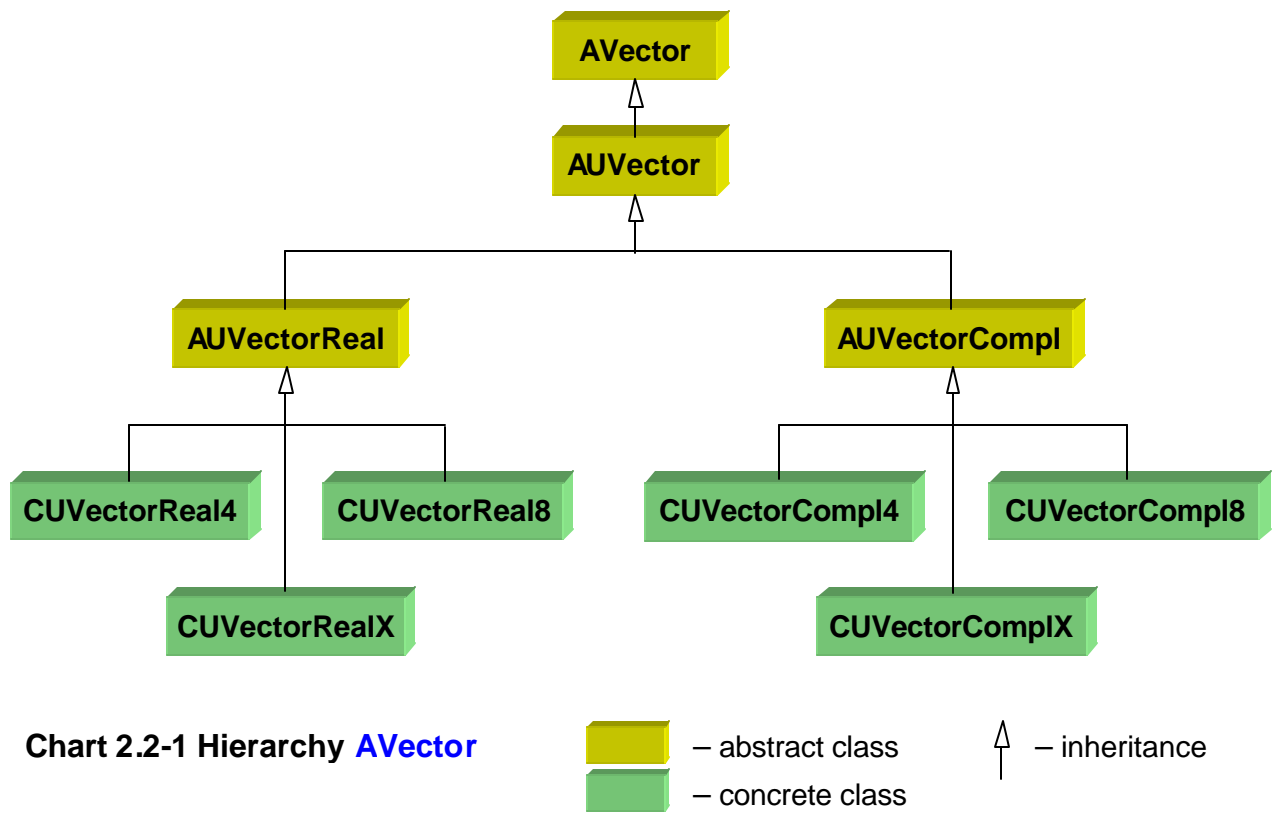 AVector
AUVector
AUVectorReal
AUVectorCompl
CUVectorReal4
CUVectorReal8
CUVectorCompl4
CUVectorCompl8
CUVectorRealX
CUVectorComplX
Chart 2.2-1 Hierarchy AVector
– abstract class
– inheritance
– concrete class